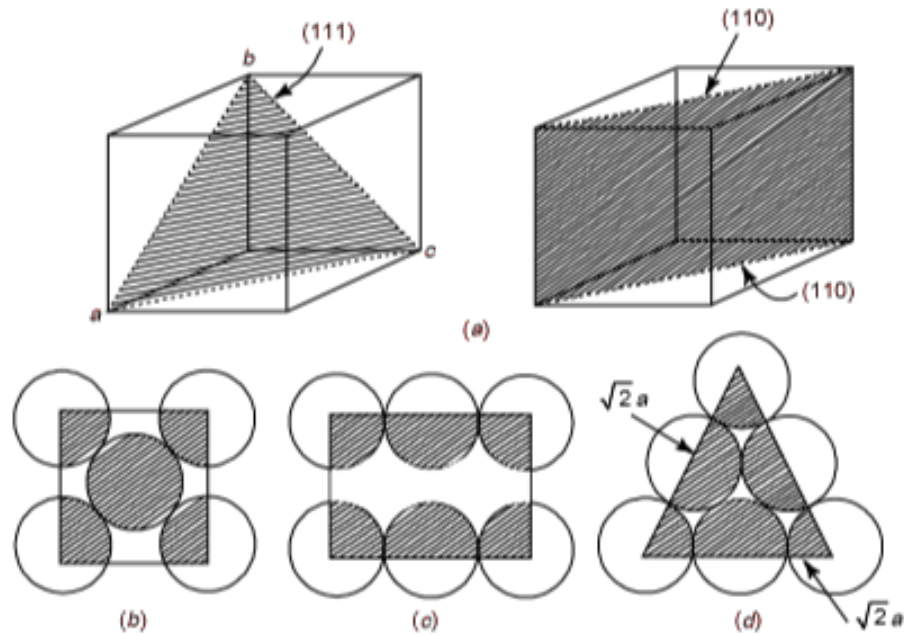 (111)
b
a
c
(110)
(110)
(a)
√2 a
√2 a
(b)
(c)
(d)